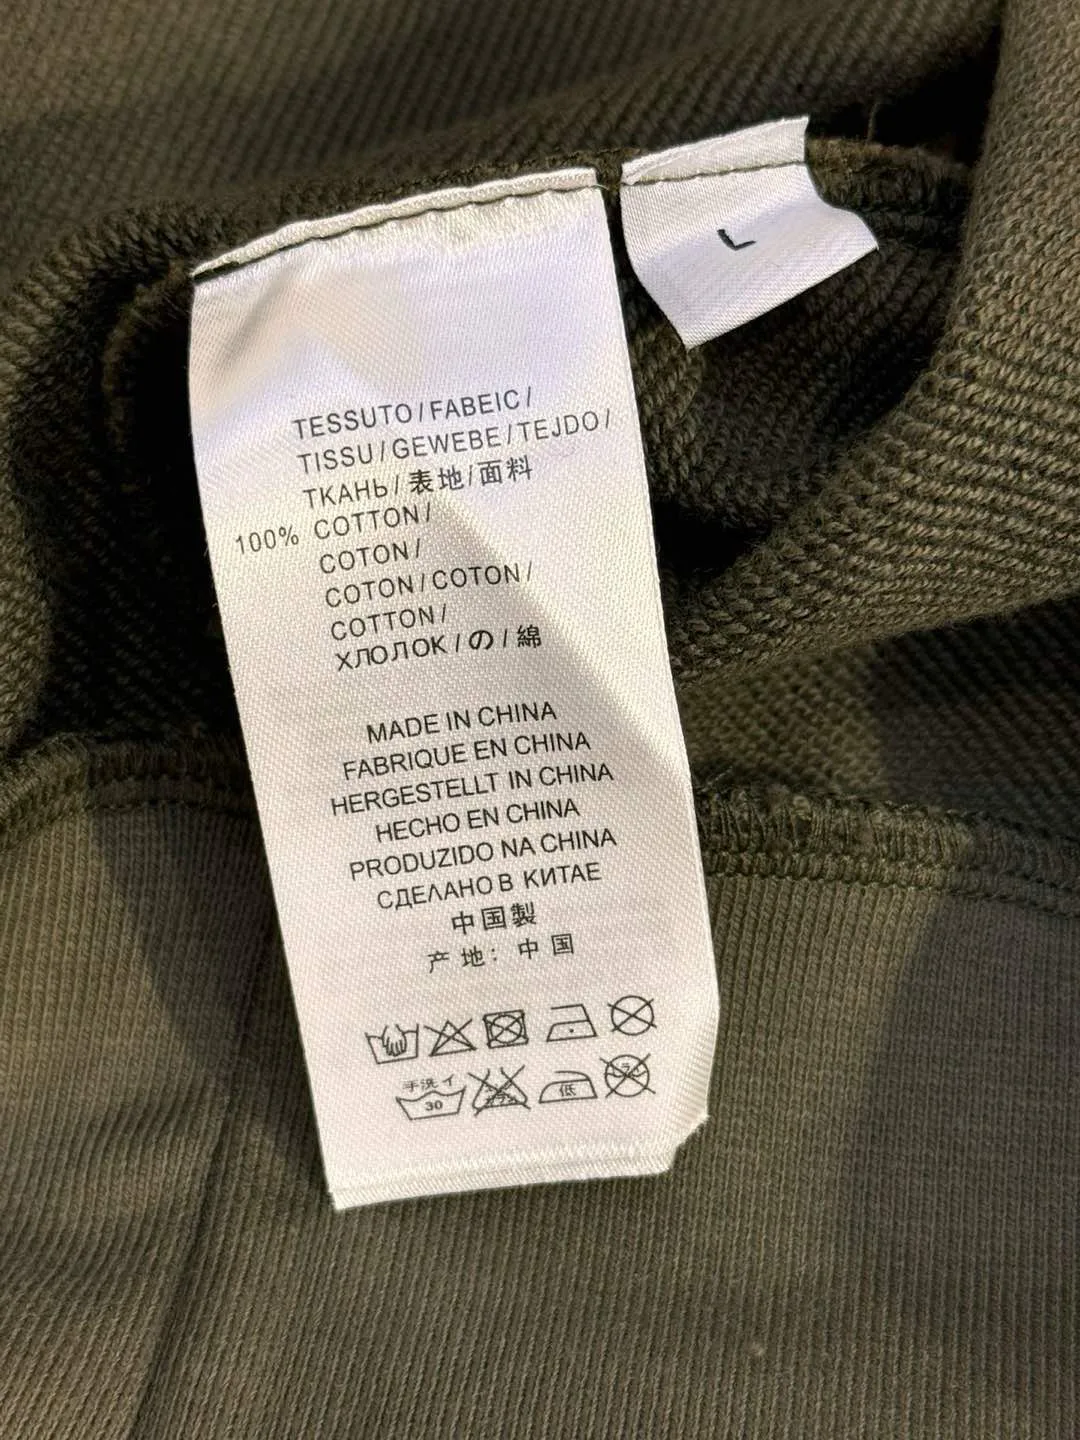 L
TESSUTO / FABEIC /
TISSU / GEWEBE / TEJDO /
ТКАНЬ / 表地 / 面料
100% COTTON /
COTON /
COTON / COTON /
COTTON /
ХЛОЛОК / の / 綿
MADE IN CHINA
FABRIQUE EN CHINA
HERGESTELLT IN CHINA
HECHO EN CHINA
PRODUZIDO NA CHINA
СДЕЛАНО В КИТАЕ
中国製
产地: 中国
手洗イ
30
低